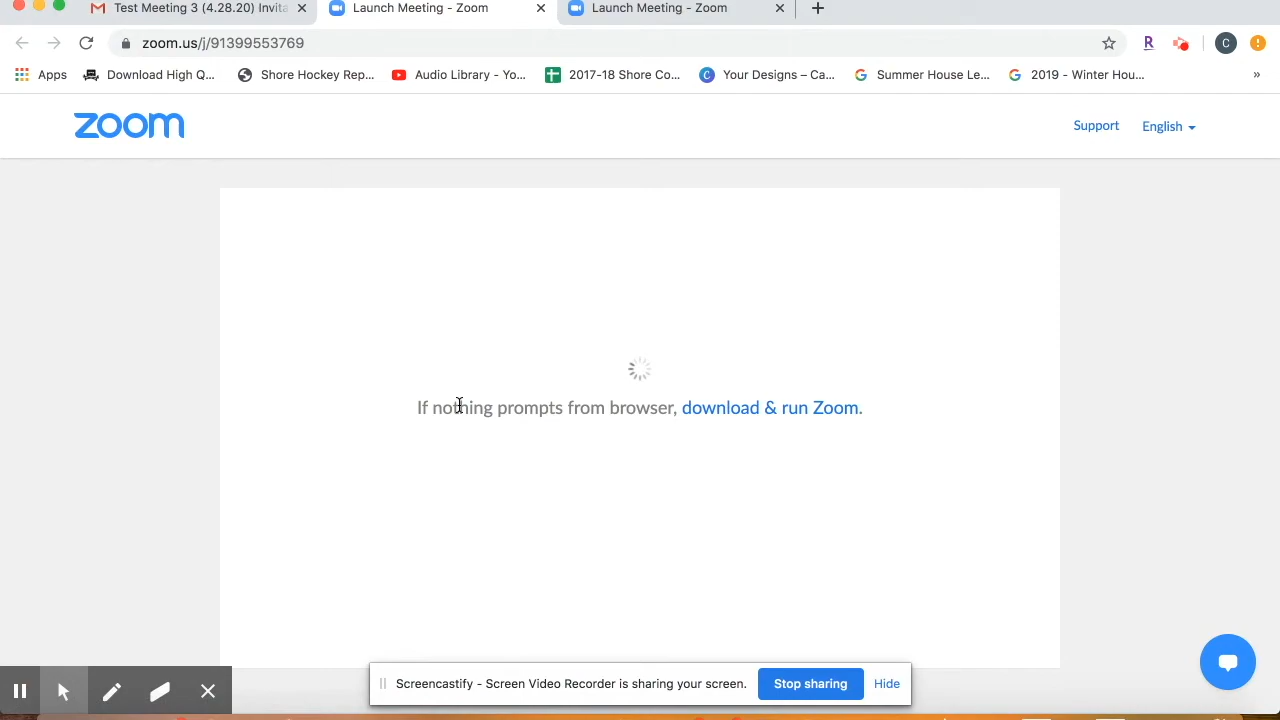 Test Meeting 3 (4.28.20) Invita
Launch Meeting - Zoom
Launch Meeting - Zoom
zoom.us/j/91399553769
R
C
Apps
Download High Q...
Shore Hockey Rep...
Audio Library - Yo...
2017-18 Shore Co...
Your Designs – Ca...
Summer House Le...
2019 - Winter Hou...
»
zoom
Support
English
If nothing prompts from browser, download & run Zoom.
Screencastify - Screen Video Recorder is sharing your screen.
Stop sharing
Hide